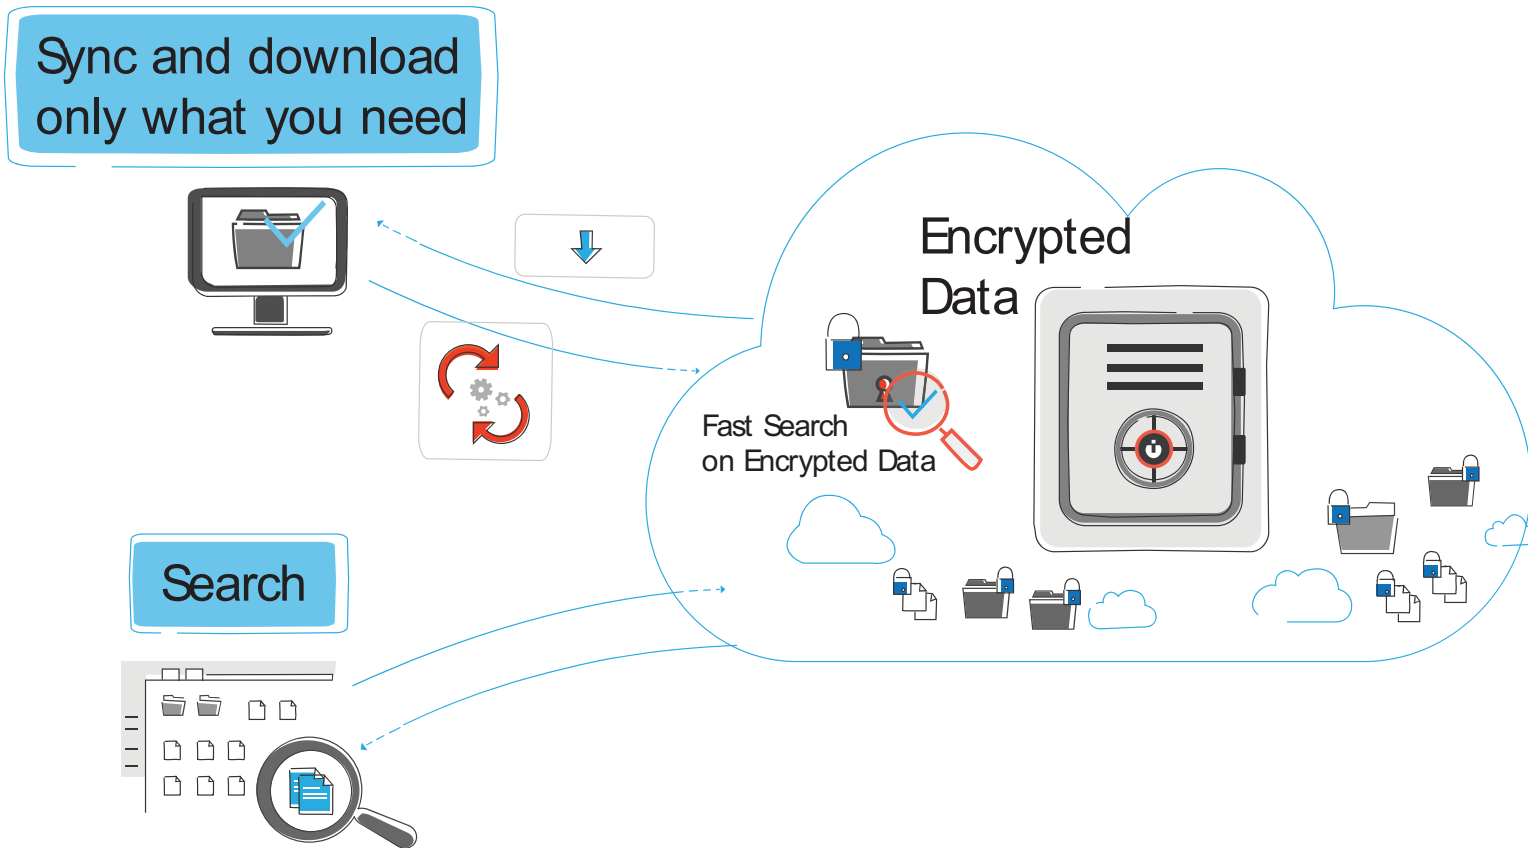 Sync and download
only what you need
Encrypted
Data
Fast Search
on Encrypted Data
Search